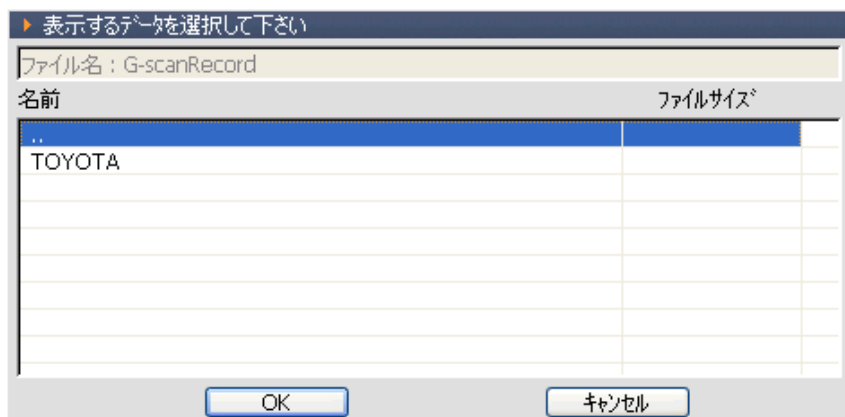 表示するﾃﾞｰﾀを選択して下さい
ﾌｧｲﾙ名：G-scanRecord
名前 ﾌｧｲﾙｻｲｽﾞ
..
TOYOTA
OK ｷｬﾝｾﾙ